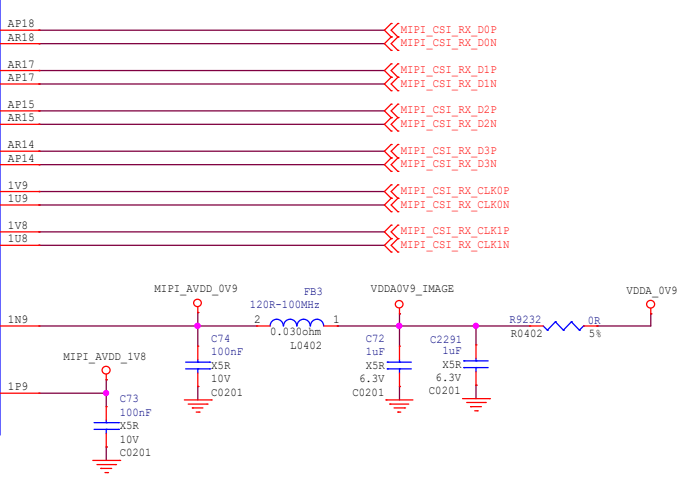 AP18 MIPI_CSI_RX_D0P
AR18 MIPI_CSI_RX_D0N
AR17 MIPI_CSI_RX_D1P
AP17 MIPI_CSI_RX_D1N
AP15 MIPI_CSI_RX_D2P
AR15 MIPI_CSI_RX_D2N
AR14 MIPI_CSI_RX_D3P
AP14 MIPI_CSI_RX_D3N
1V9 MIPI_CSI_RX_CLK0P
1U9 MIPI_CSI_RX_CLK0N
1V8 MIPI_CSI_RX_CLK1P
1U8 MIPI_CSI_RX_CLK1N
MIPI_AVDD_0V9
FB3
120R-100MHz
VDDA0V9_IMAGE
VDDA_0V9
1N9
2
1
0.030ohm
L0402
R9232
R0402
0R
5%
C74
100nF
X5R
10V
C0201
C72
1uF
X5R
6.3V
C0201
C2291
1uF
X5R
6.3V
C0201
MIPI_AVDD_1V8
1P9
C73
100nF
X5R
10V
C0201